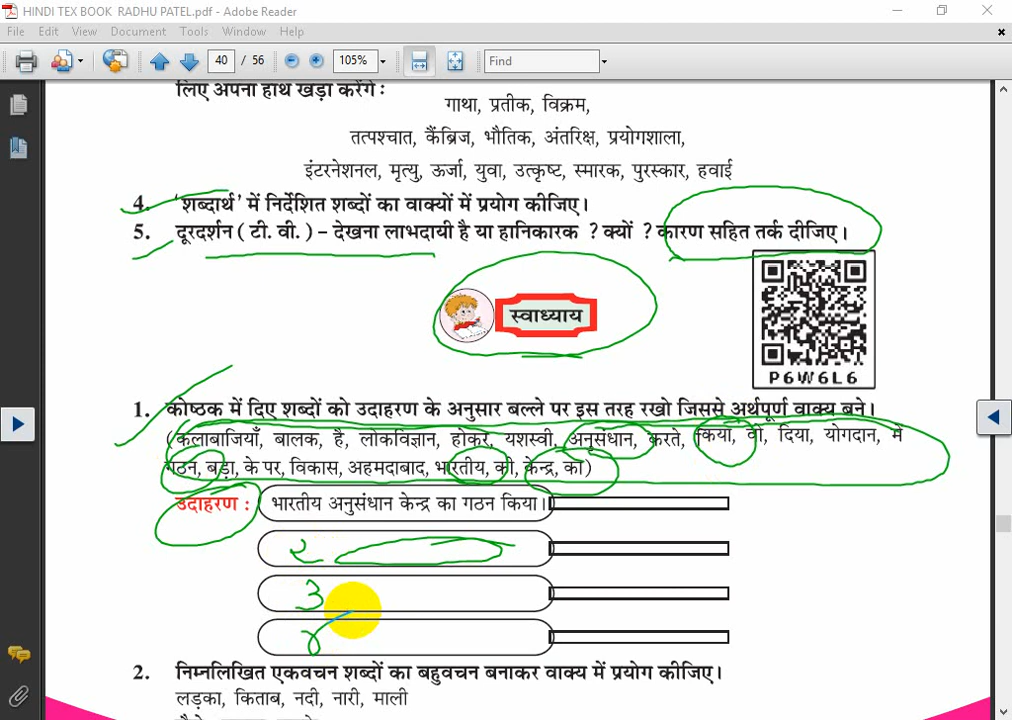 HINDI TEX BOOK RADHU PATEL.pdf - Adobe Reader
File Edit View Document Tools Window Help
40 / 56 105% Find
लिए अपना हाथ खड़ा करेंगे :
गाथा, प्रतीक, विक्रम,
तत्पश्चात, कैंब्रिज, भौतिक, अंतरिक्ष, प्रयोगशाला,
इंटरनेशनल, मृत्यु, ऊर्जा, युवा, उत्कृष्ट, स्मारक, पुरस्कार, हवाई
4. 'शब्दार्थ' में निर्देशित शब्दों का वाक्यों में प्रयोग कीजिए।
5. दूरदर्शन ( टी. वी. ) – देखना लाभदायी है या हानिकारक ? क्यों ? कारण सहित तर्क दीजिए।
स्वाध्याय
P6W6L6
1. कोष्ठक में दिए शब्दों को उदाहरण के अनुसार बल्ले पर इस तरह रखो जिससे अर्थपूर्ण वाक्य बने।
(कलाबाजियाँ, बालक, है, लोकविज्ञान, होकर, यशस्वी, अनुसंधान, करते, किया, वी, दिया, योगदान, में
गठन, बड़ा, के पर, विकास, अहमदाबाद, भारतीय, की, केन्द्र, का)
उदाहरण : भारतीय अनुसंधान केन्द्र का गठन किया।
२
3
४
2. निम्नलिखित एकवचन शब्दों का बहुवचन बनाकर वाक्य में प्रयोग कीजिए।
लड़का, किताब, नदी, नारी, माली